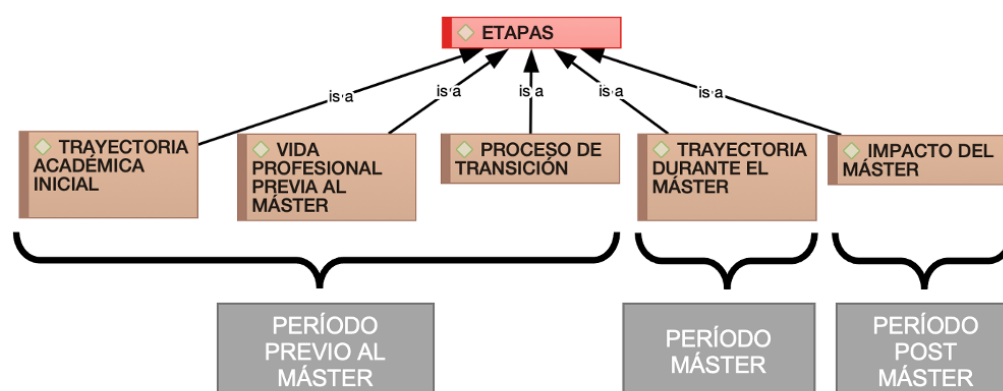 ETAPAS
is a
is a
is a
is a
is a
TRAYECTORIA
ACADÉMICA
INICIAL
VIDA
PROFESIONAL
PREVIA AL
MÁSTER
PROCESO DE
TRANSICIÓN
TRAYECTORIA
DURANTE EL
MÁSTER
IMPACTO DEL
MÁSTER
PERÍODO
PREVIO AL
MÁSTER
PERÍODO
MÁSTER
PERÍODO
POST
MÁSTER